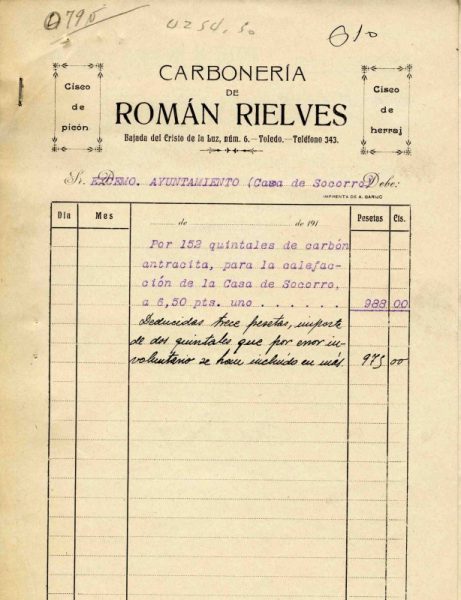 795
0254,50
610
CARBONERÍA
DE
ROMÁN RIELVES
Bajada del Cristo de la Luz, núm. 6.—Toledo.—Teléfono 343.
Cisco
de
picón
Cisco
de
herraj
Sr. EXCEMO. AYUNTAMIENTO (Casa de Socorro) Debe:
IMPRENTA DE A. GARIJO
Día Mes de de 191 Pesetas Cts.
Por 152 quintales de carbón
antracita, para la calefac-
ción de la Casa de Socorro,
a 6,50 pts. uno . . . . . . 988 00
Deducidas trece pesetas, importe
de dos quintales que por error in-
voluntario se han incluido en más. 975 00